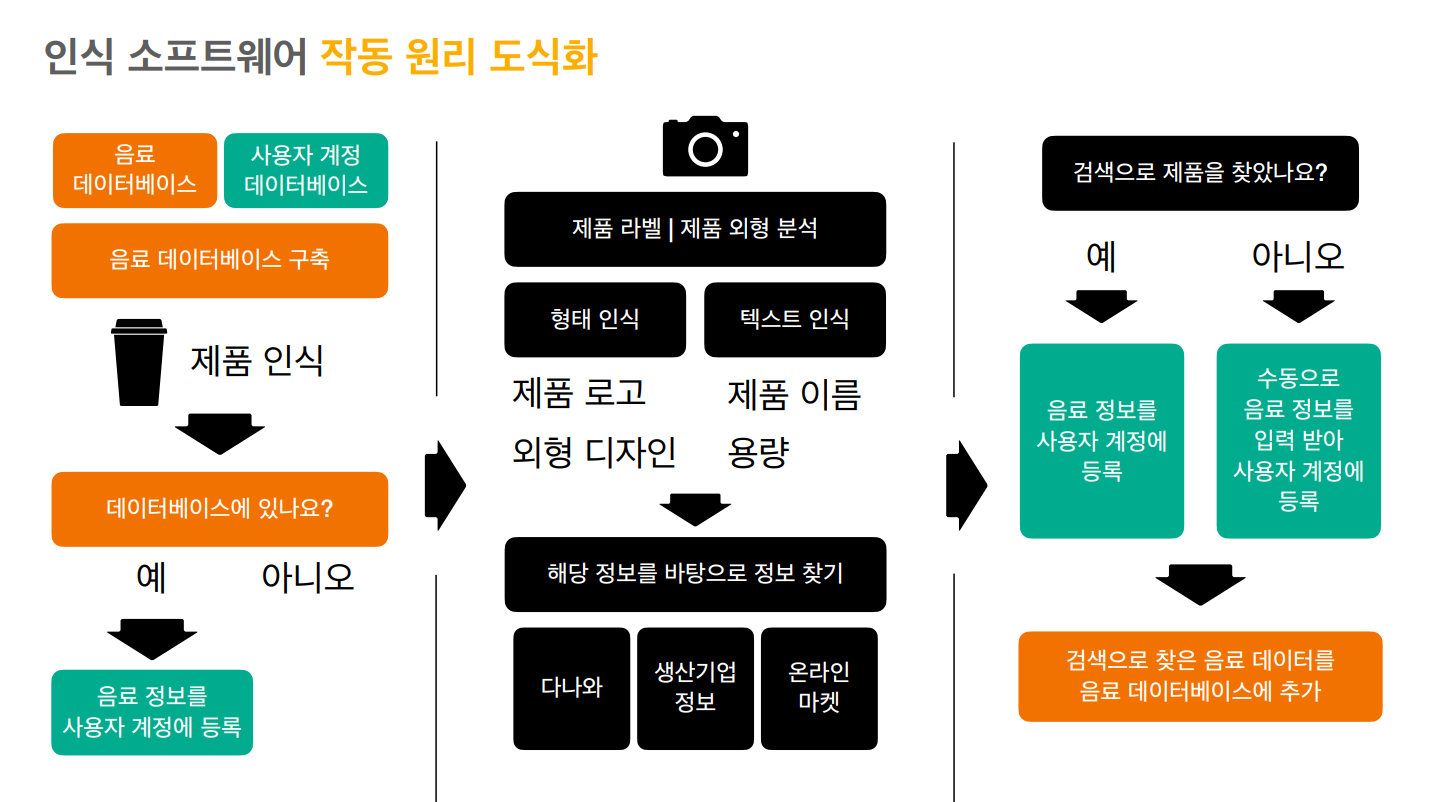 인식 소프트웨어 작동 원리 도식화
음료
데이터베이스
사용자 계정
데이터베이스
음료 데이터베이스 구축
제품 인식
데이터베이스에 있나요?
예
아니오
음료 정보를
사용자 계정에 등록
제품 라벨 | 제품 외형 분석
형태 인식
텍스트 인식
제품 로고
제품 이름
외형 디자인
용량
해당 정보를 바탕으로 정보 찾기
다나와
생산기업
정보
온라인
마켓
검색으로 제품을 찾았나요?
예
아니오
음료 정보를
사용자 계정에
등록
수동으로
음료 정보를
입력 받아
사용자 계정에
등록
검색으로 찾은 음료 데이터를
음료 데이터베이스에 추가